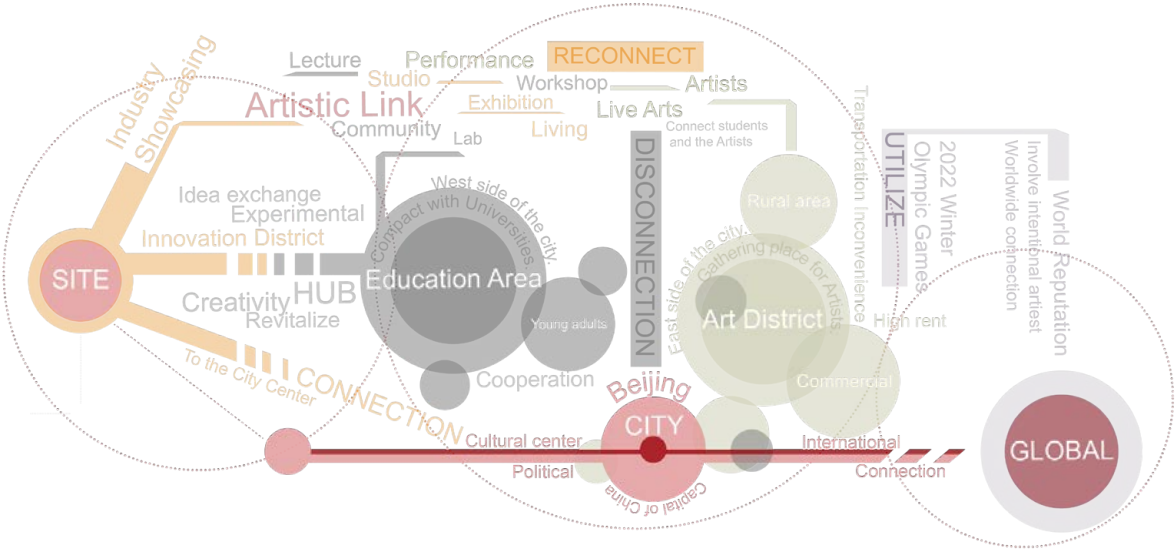 Industry
Showcasing
Lecture
Performance
RECONNECT
Studio
Workshop
Artists
Artistic Link
Exhibition
Live Arts
Community
Living
Connect students
and the Artists
Lab
DISCONNECTION
Transportation Inconvenience
UTILIZE
2022 Winter
Olympic Games
Involve intentional artest
Worldwide connection
World Reputation
Idea exchange
Experimental
Innovation District
West side of the city
Compact with Universities
Rural area
SITE
Education Area
HUB
Creativity
Revitalize
Young adults
East side of the city.
Gathering place for Artists
Art District
High rent
To the City Center
CONNECTION
Cooperation
Commercial
Beijing
CITY
Cultural center
Political
Capital of China
International
Connection
GLOBAL